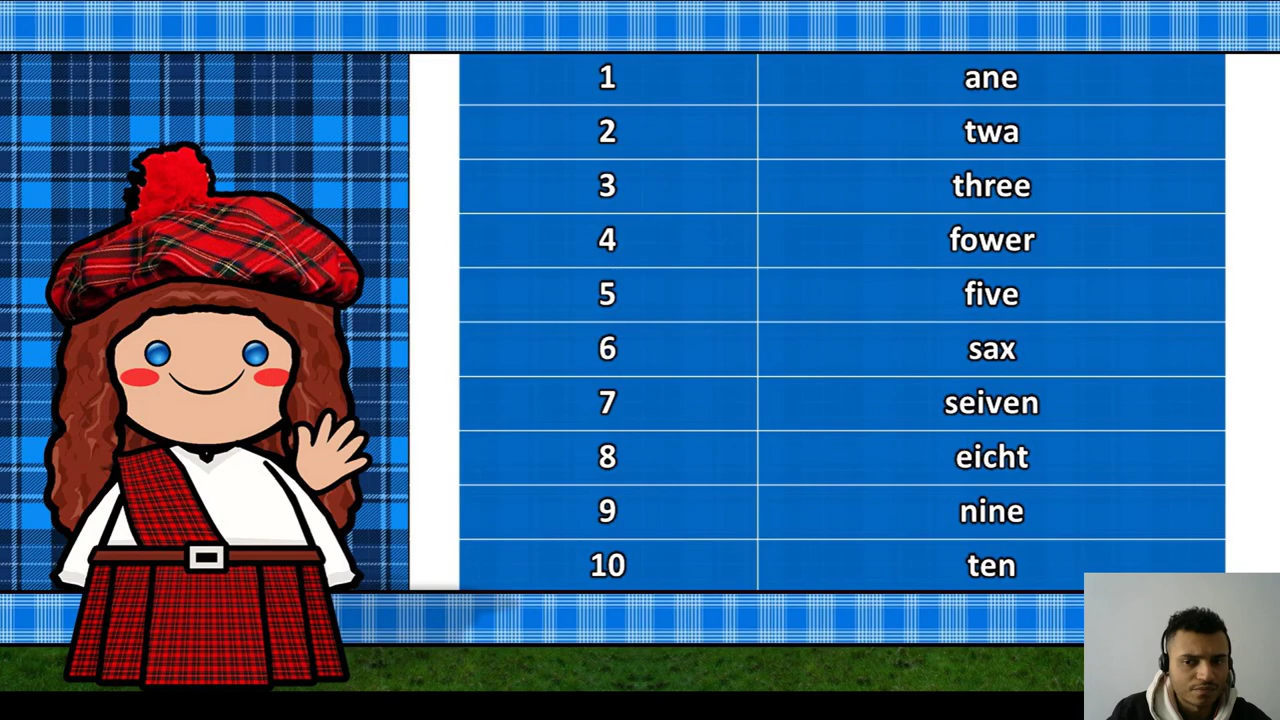 1 ane
2 twa
3 three
4 fower
5 five
6 sax
7 seiven
8 eicht
9 nine
10 ten